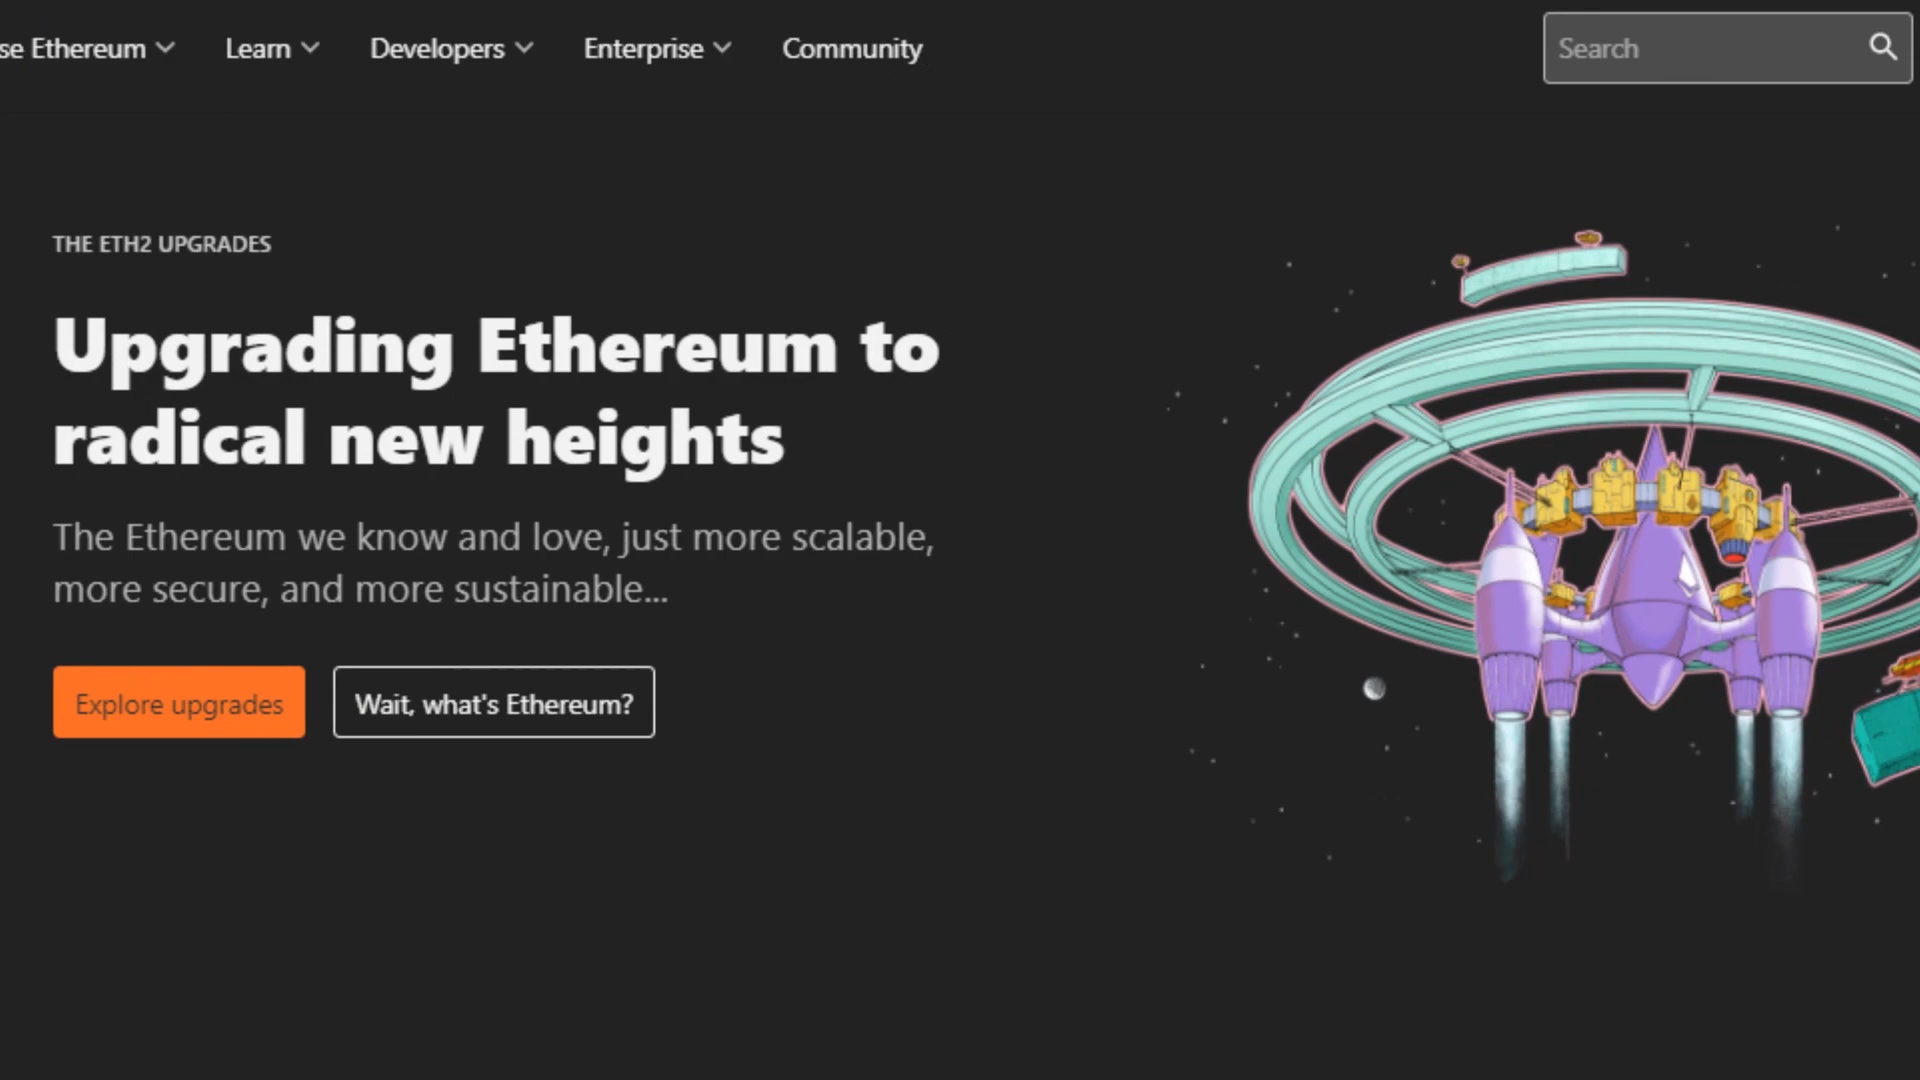 se Ethereum Learn Developers Enterprise Community Search
THE ETH2 UPGRADES
Upgrading Ethereum to
radical new heights
The Ethereum we know and love, just more scalable,
more secure, and more sustainable...
Explore upgrades Wait, what's Ethereum?